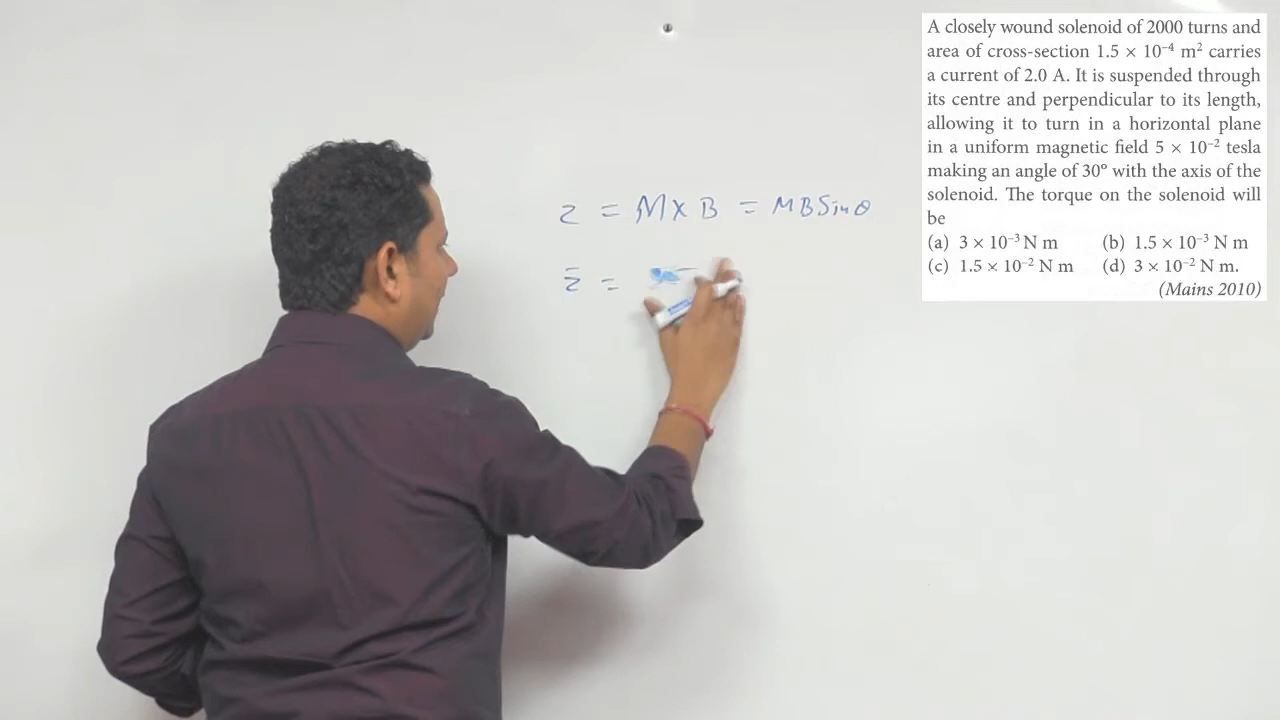 A closely wound solenoid of 2000 turns and
area of cross-section 1.5 × 10⁻⁴ m² carries
a current of 2.0 A. It is suspended through
its centre and perpendicular to its length,
allowing it to turn in a horizontal plane
in a uniform magnetic field 5 × 10⁻² tesla
making an angle of 30° with the axis of the
solenoid. The torque on the solenoid will
be
(a) 3 × 10⁻³ N m (b) 1.5 × 10⁻³ N m
(c) 1.5 × 10⁻² N m (d) 3 × 10⁻² N m.
(Mains 2010)
τ = M × B = MB Sin θ
τ =